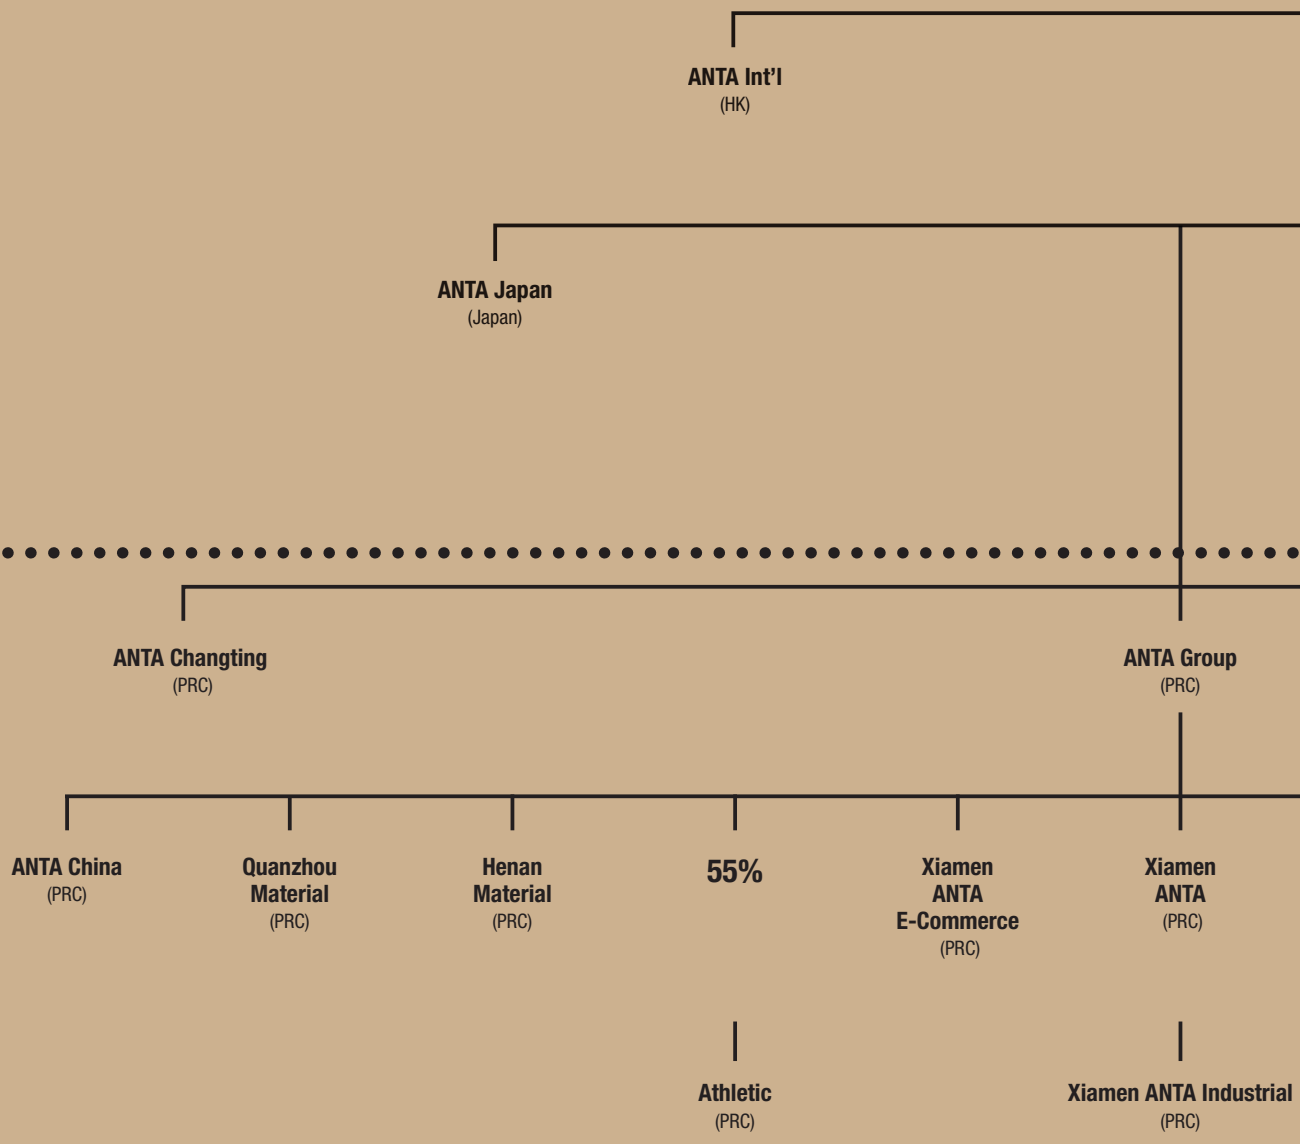 ANTA Int’l
(HK)
ANTA Japan
(Japan)
ANTA Changting
(PRC)
ANTA Group
(PRC)
ANTA China
(PRC)
Quanzhou
Material
(PRC)
Henan
Material
(PRC)
55%
Xiamen
ANTA
E-Commerce
(PRC)
Xiamen
ANTA
(PRC)
Athletic
(PRC)
Xiamen ANTA Industrial
(PRC)